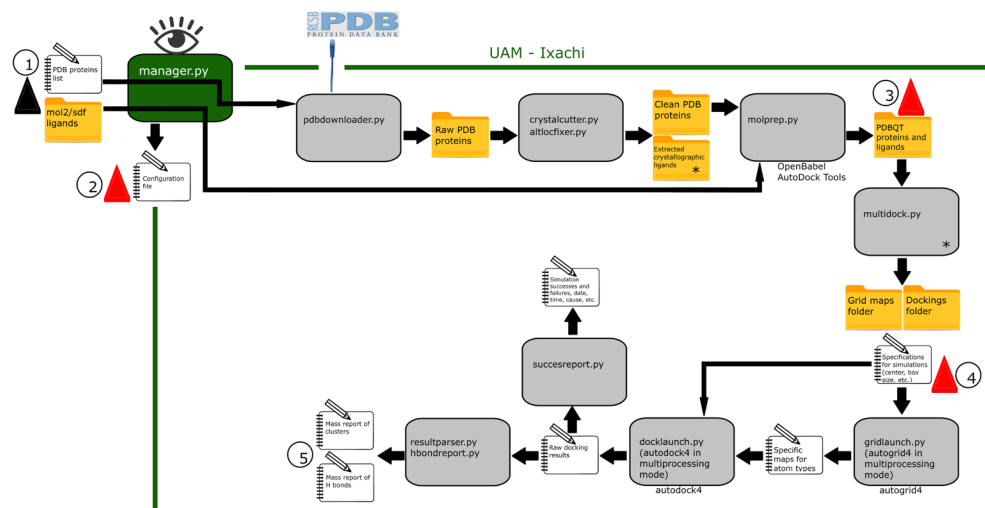 RCSB
PDB
PROTEIN DATA BANK
UAM - Ixachi
1
PDB proteins
list
mol2/sdf
ligands
manager.py
pdbdownloader.py
Raw PDB
proteins
crystalcutter.py
altlocfixer.py
Clean PDB
proteins
Extracted
crystallographic
ligands
*
molprep.py
OpenBabel
AutoDock Tools
3
PDBQT
proteins and
ligands
2
Configuration
file
multidock.py
*
Grid maps
folder
Dockings
folder
Simulation
successes and
failures, date,
time, cause, etc.
succesreport.py
Specifications
for simulations
(center, box
size, etc.)
4
Mass report of
clusters
5
Mass report of
H bonds
resultparser.py
hbondreport.py
Raw docking
results
docklaunch.py
(autodock4 in
multiprocessing
mode)
autodock4
Specific
maps for
atom types
gridlaunch.py
(autogrid4 in
multiprocessing
mode)
autogrid4